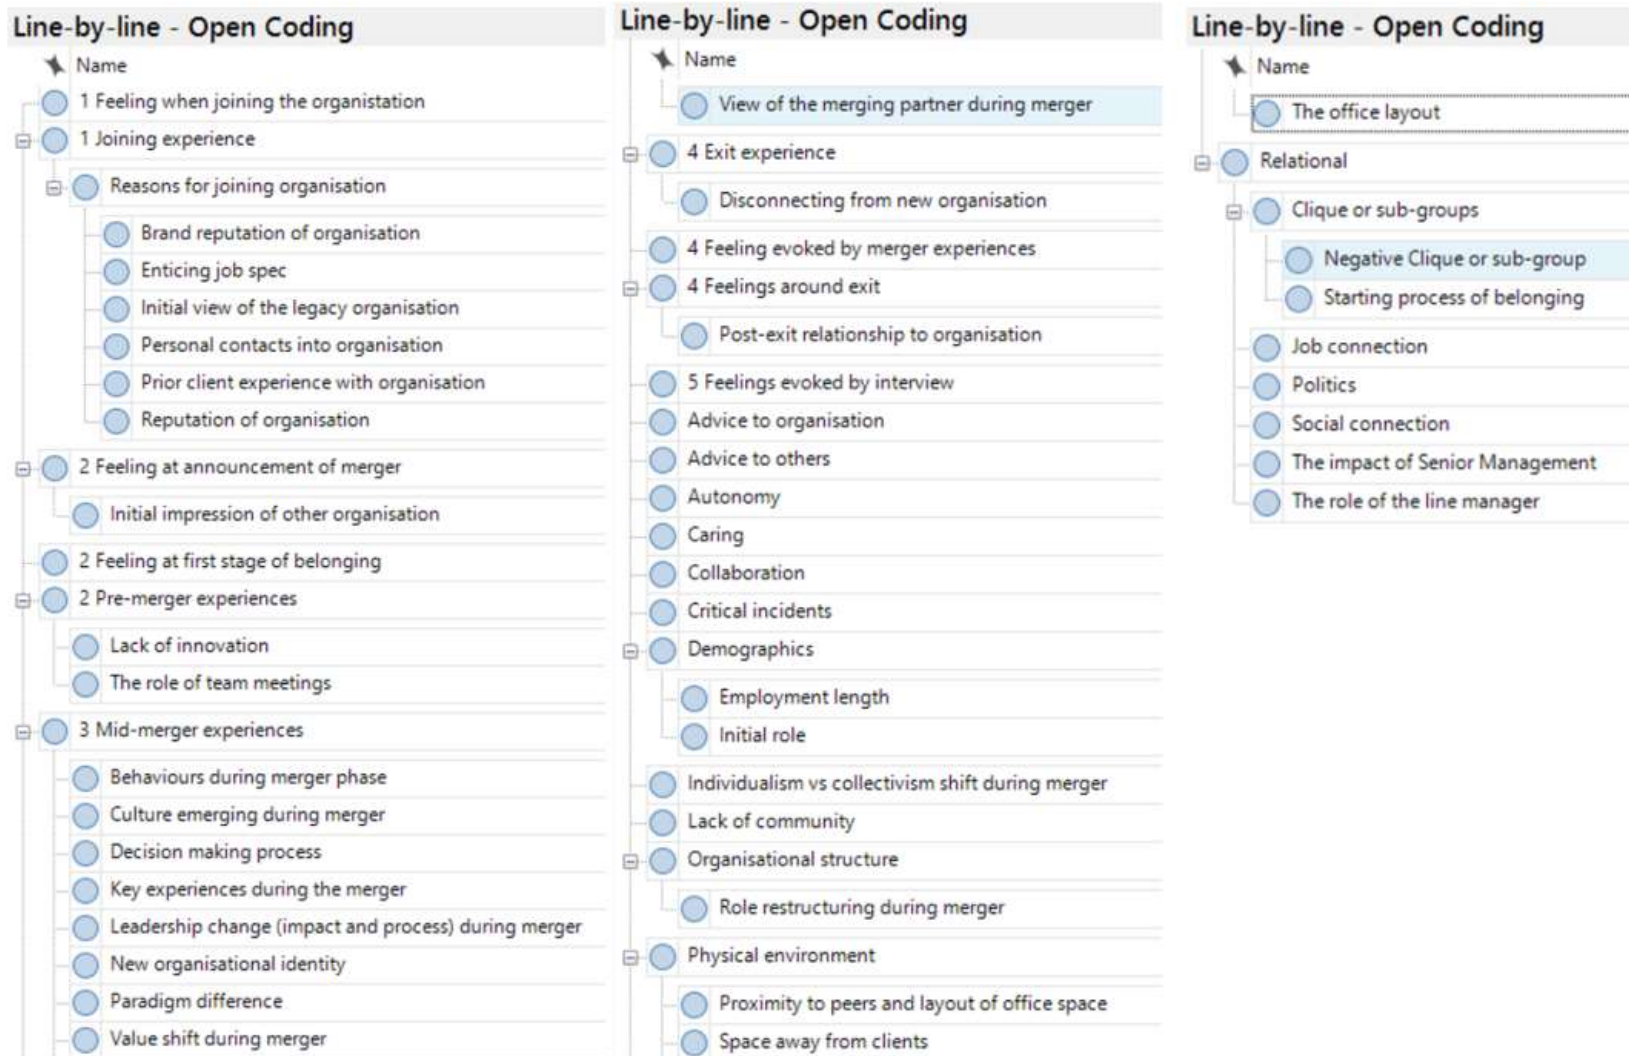 Line-by-line - Open Coding
Name
1 Feeling when joining the organistation
1 Joining experience
Reasons for joining organisation
Brand reputation of organisation
Enticing job spec
Initial view of the legacy organisation
Personal contacts into organisation
Prior client experience with organisation
Reputation of organisation
2 Feeling at announcement of merger
Initial impression of other organisation
2 Feeling at first stage of belonging
2 Pre-merger experiences
Lack of innovation
The role of team meetings
3 Mid-merger experiences
Behaviours during merger phase
Culture emerging during merger
Decision making process
Key experiences during the merger
Leadership change (impact and process) during merger
New organisational identity
Paradigm difference
Value shift during merger
Line-by-line - Open Coding
Name
View of the merging partner during merger
4 Exit experience
Disconnecting from new organisation
4 Feeling evoked by merger experiences
4 Feelings around exit
Post-exit relationship to organisation
5 Feelings evoked by interview
Advice to organisation
Advice to others
Autonomy
Caring
Collaboration
Critical incidents
Demographics
Employment length
Initial role
Individualism vs collectivism shift during merger
Lack of community
Organisational structure
Role restructuring during merger
Physical environment
Proximity to peers and layout of office space
Space away from clients
Line-by-line - Open Coding
Name
The office layout
Relational
Clique or sub-groups
Negative Clique or sub-group
Starting process of belonging
Job connection
Politics
Social connection
The impact of Senior Management
The role of the line manager